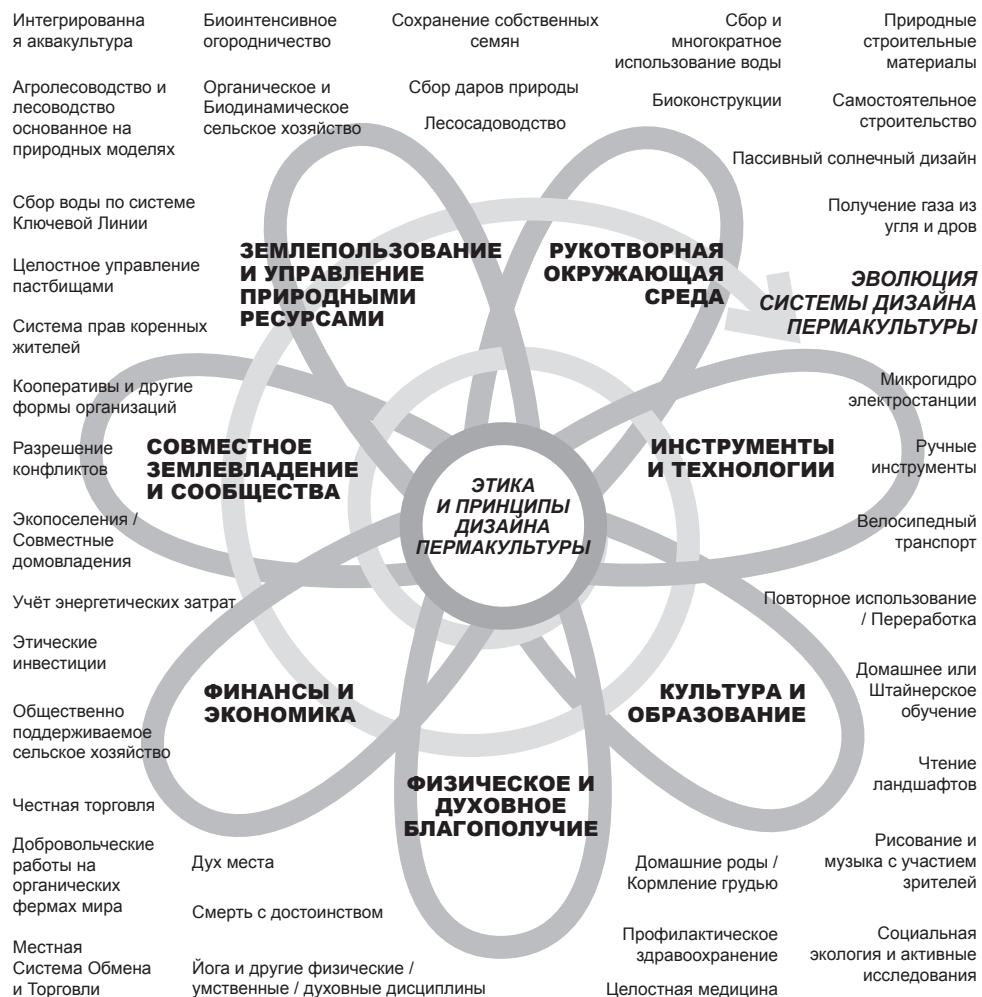 Интегрированна
я аквакультура
Биоинтенсивное
огородничество
Сохранение собственных
семян
Сбор и
многократное
использование воды
Природные
строительные
материалы
Агролесоводство и
лесоводство
основанное на
природных моделях
Органическое и
Биодинамическое
сельское хозяйство
Сбор даров природы
Лесосадоводство
Биоконструкции
Самостоятельное
строительство
Пассивный солнечный дизайн
Сбор воды по системе
Ключевой Линии
Получение газа из
угля и дров
ЗЕМЛЕПОЛЬЗОВАНИЕ
И УПРАВЛЕНИЕ
ПРИРОДНЫМИ
РЕСУРСАМИ
РУКОТВОРНАЯ
ОКРУЖАЮЩАЯ
СРЕДА
Целостное управление
пастбищами
ЭВОЛЮЦИЯ
СИСТЕМЫ ДИЗАЙНА
ПЕРМАКУЛЬТУРЫ
Система прав коренных
жителей
Кооперативы и другие
формы организаций
Микрогидро
электростанции
Разрешение
конфликтов
СОВМЕСТНОЕ
ЗЕМЛЕВЛАДЕНИЕ
И СООБЩЕСТВА
ИНСТРУМЕНТЫ
И ТЕХНОЛОГИИ
Ручные
инструменты
ЭТИКА
И ПРИНЦИПЫ
ДИЗАЙНА
ПЕРМАКУЛЬТУРЫ
Экопоселения /
Совместные
домовладения
Велосипедный
транспорт
Учёт энергетических затрат
Повторное использование
/ Переработка
Этические
инвестиции
Домашнее или
Штайнерское
обучение
ФИНАНСЫ И
ЭКОНОМИКА
КУЛЬТУРА И
ОБРАЗОВАНИЕ
Общественно
поддерживаемое
сельское хозяйство
Чтение
ландшафтов
ФИЗИЧЕСКОЕ И
ДУХОВНОЕ
БЛАГОПОЛУЧИЕ
Честная торговля
Добровольческие
работы на
органических
фермах мира
Дух места
Домашние роды /
Кормление грудью
Рисование и
музыка с участием
зрителей
Смерть с достоинством
Профилактическое
здравоохранение
Социальная
экология и активные
исследования
Местная
Система Обмена
и Торговли
Йога и другие физические /
умственные / духовные дисциплины
Целостная медицина